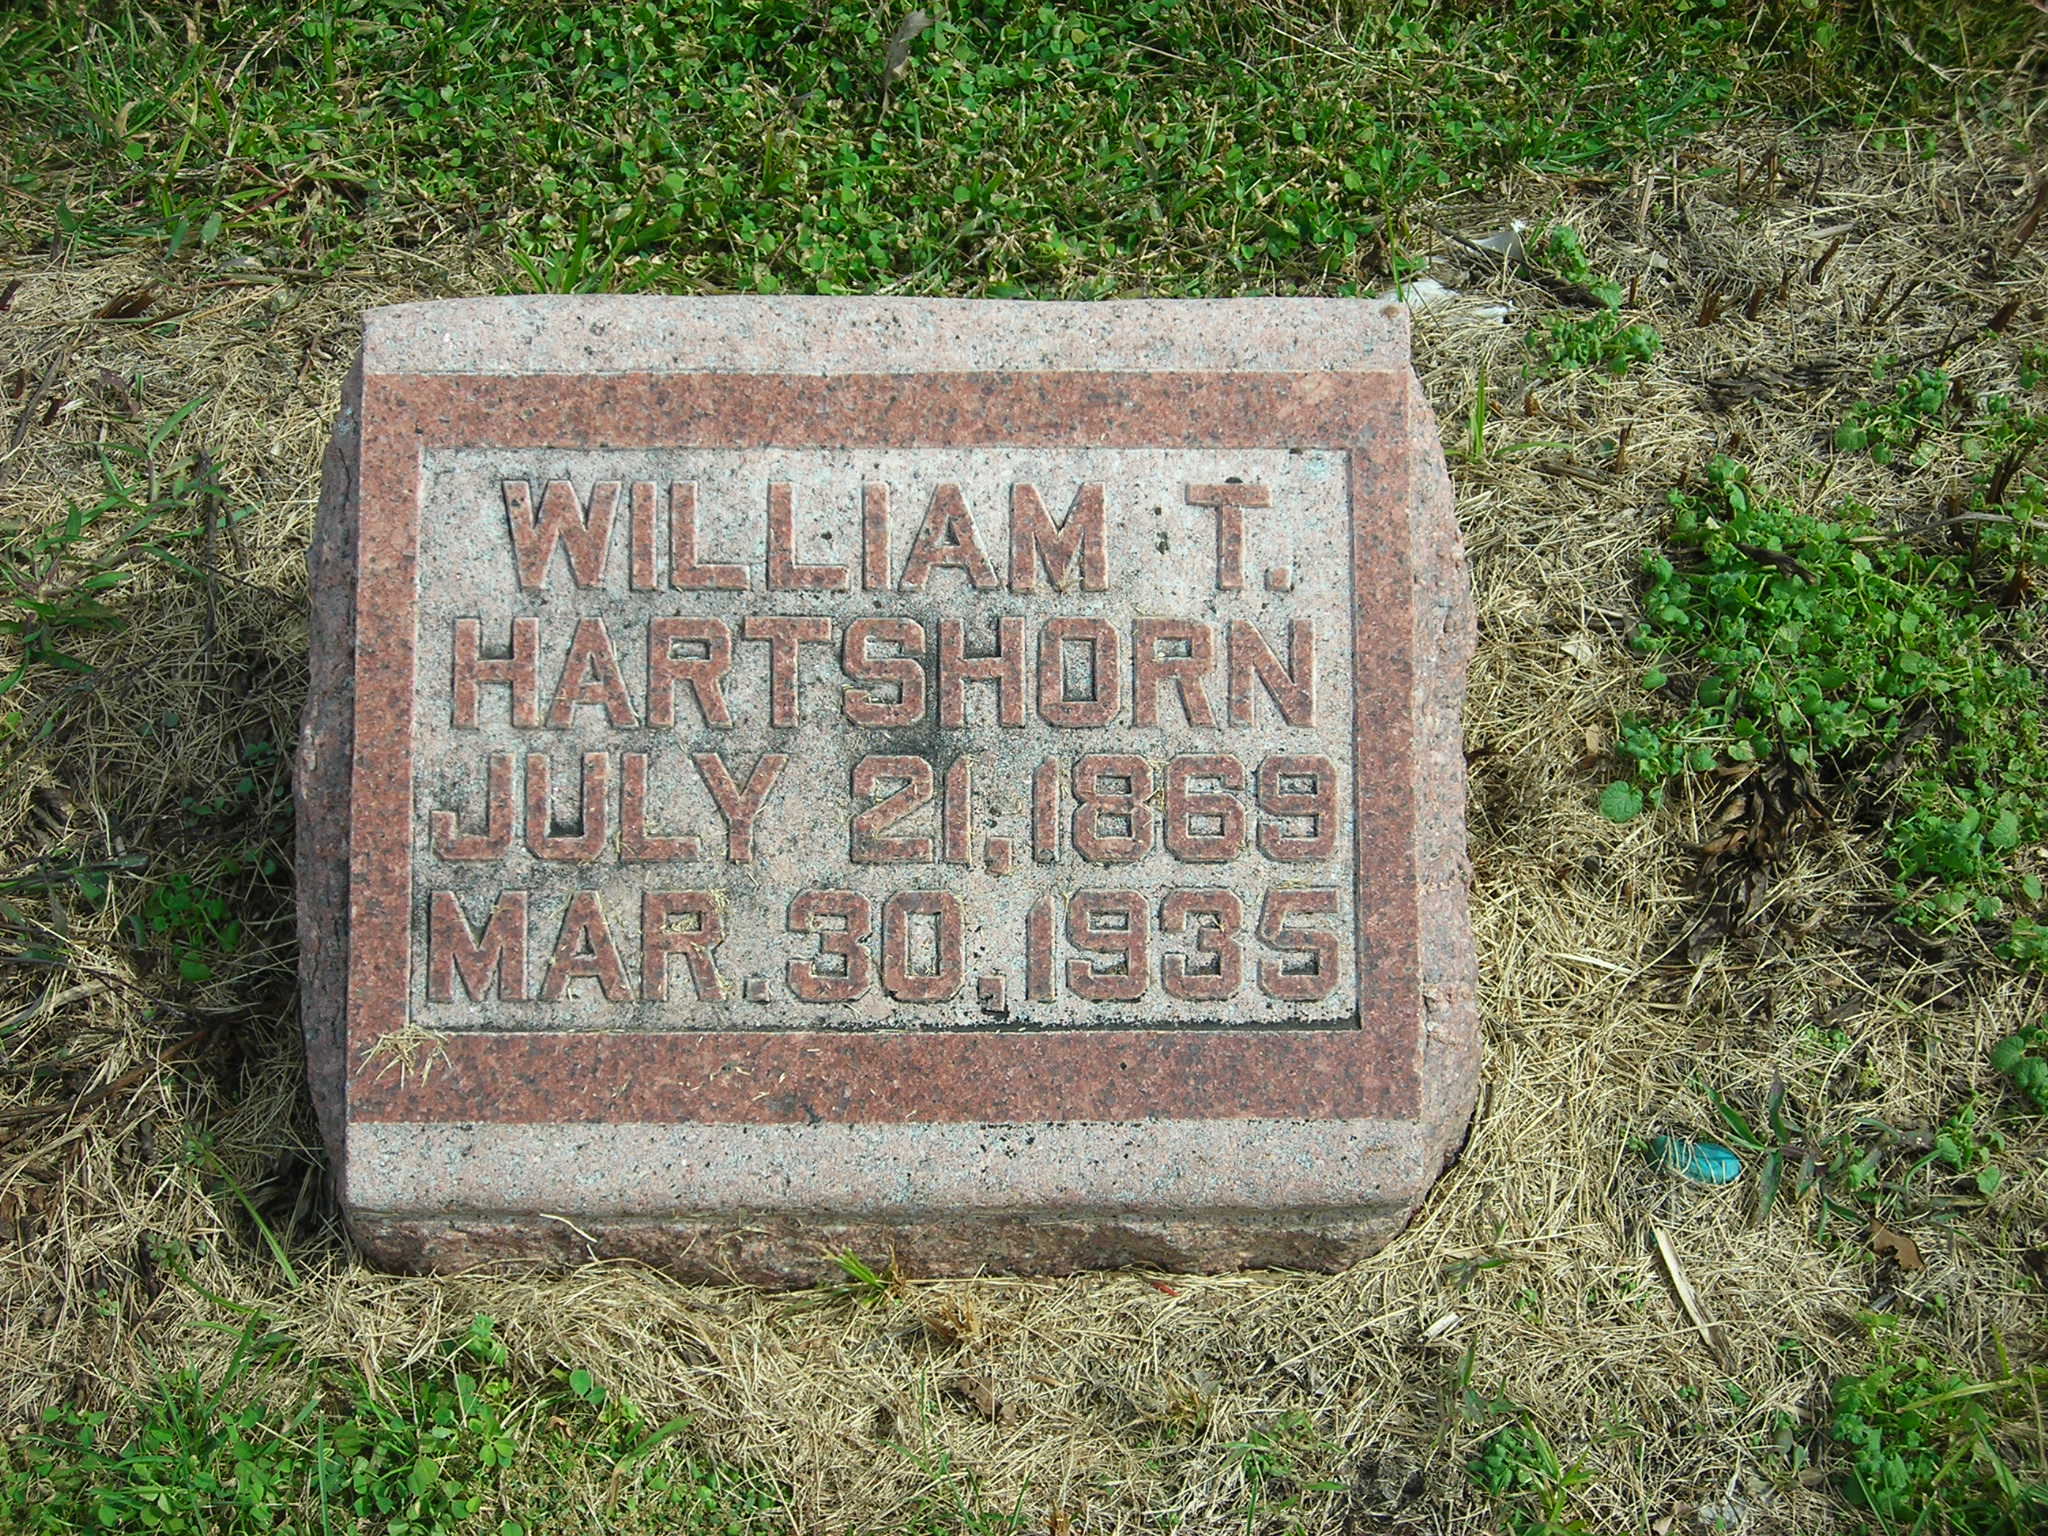 WILLIAM T.
HARTSHORN
JULY 21, 1869
MAR. 30, 1935